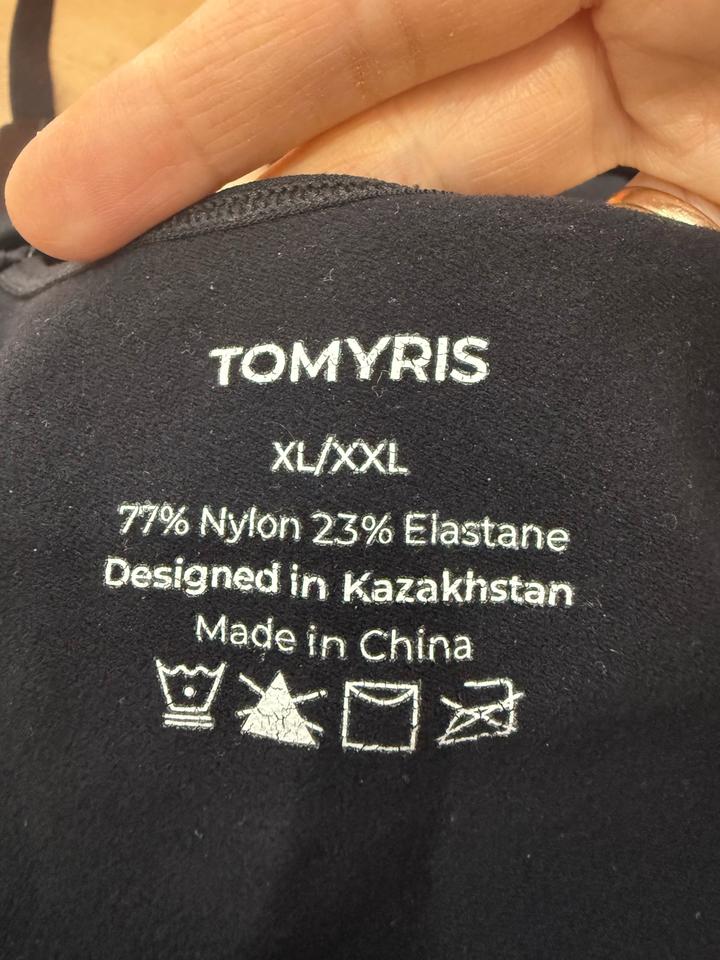 TOMYRIS
XL/XXL
77% Nylon 23% Elastane
Designed in Kazakhstan
Made in China